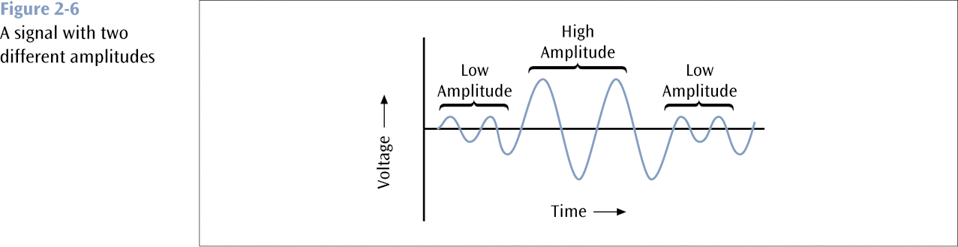 Figure 2-6
A signal with two
different amplitudes
High
Amplitude
Low
Amplitude
Low
Amplitude
Voltage
Time